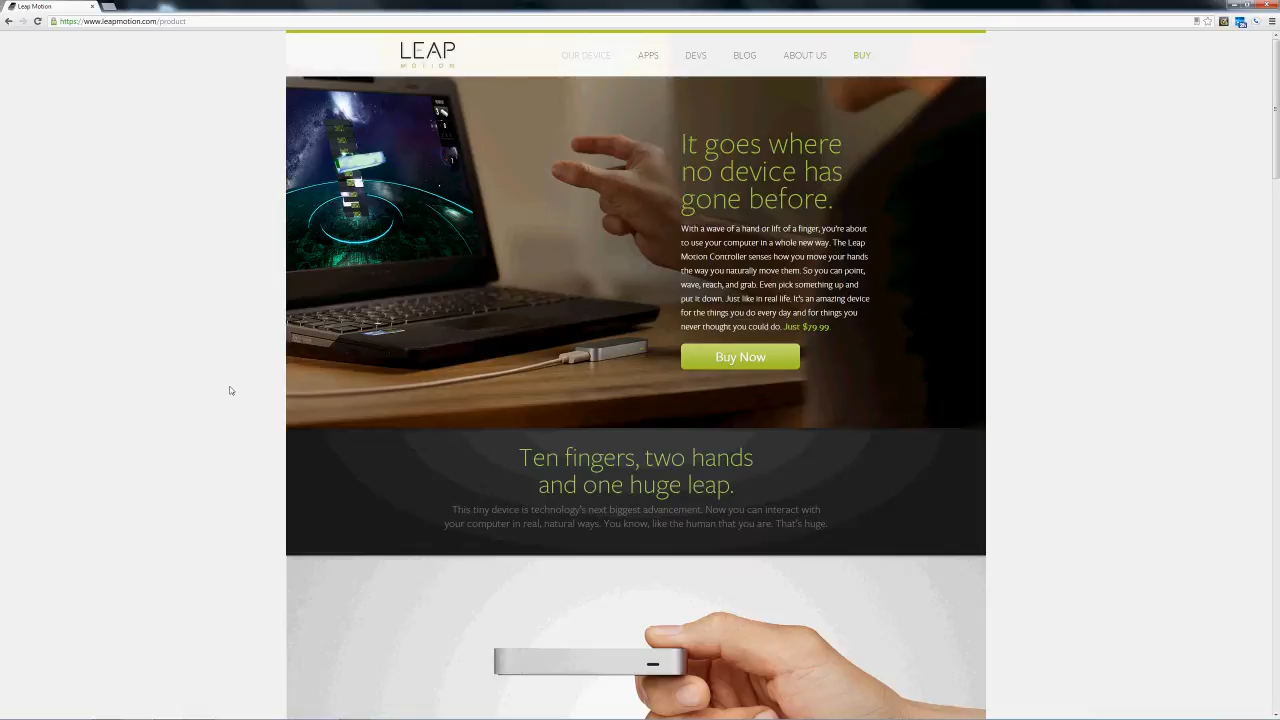 Leap Motion
https://www.leapmotion.com/product
LEAP
MOTION
OUR DEVICE APPS DEVS BLOG ABOUT US BUY
It goes where
no device has
gone before.
With a wave of a hand or lift of a finger, you're about
to use your computer in a whole new way. The Leap
Motion Controller senses how you move your hands
the way you naturally move them. So you can point,
wave, reach, and grab. Even pick something up and
put it down. Just like in real life. It's an amazing device
for the things you do every day and for things you
never thought you could do. Just $79.99.
Buy Now
Ten fingers, two hands
and one huge leap.
This tiny device is technology's next biggest advancement. Now you can interact with
your computer in real, natural ways. You know, like the human that you are. That's huge.